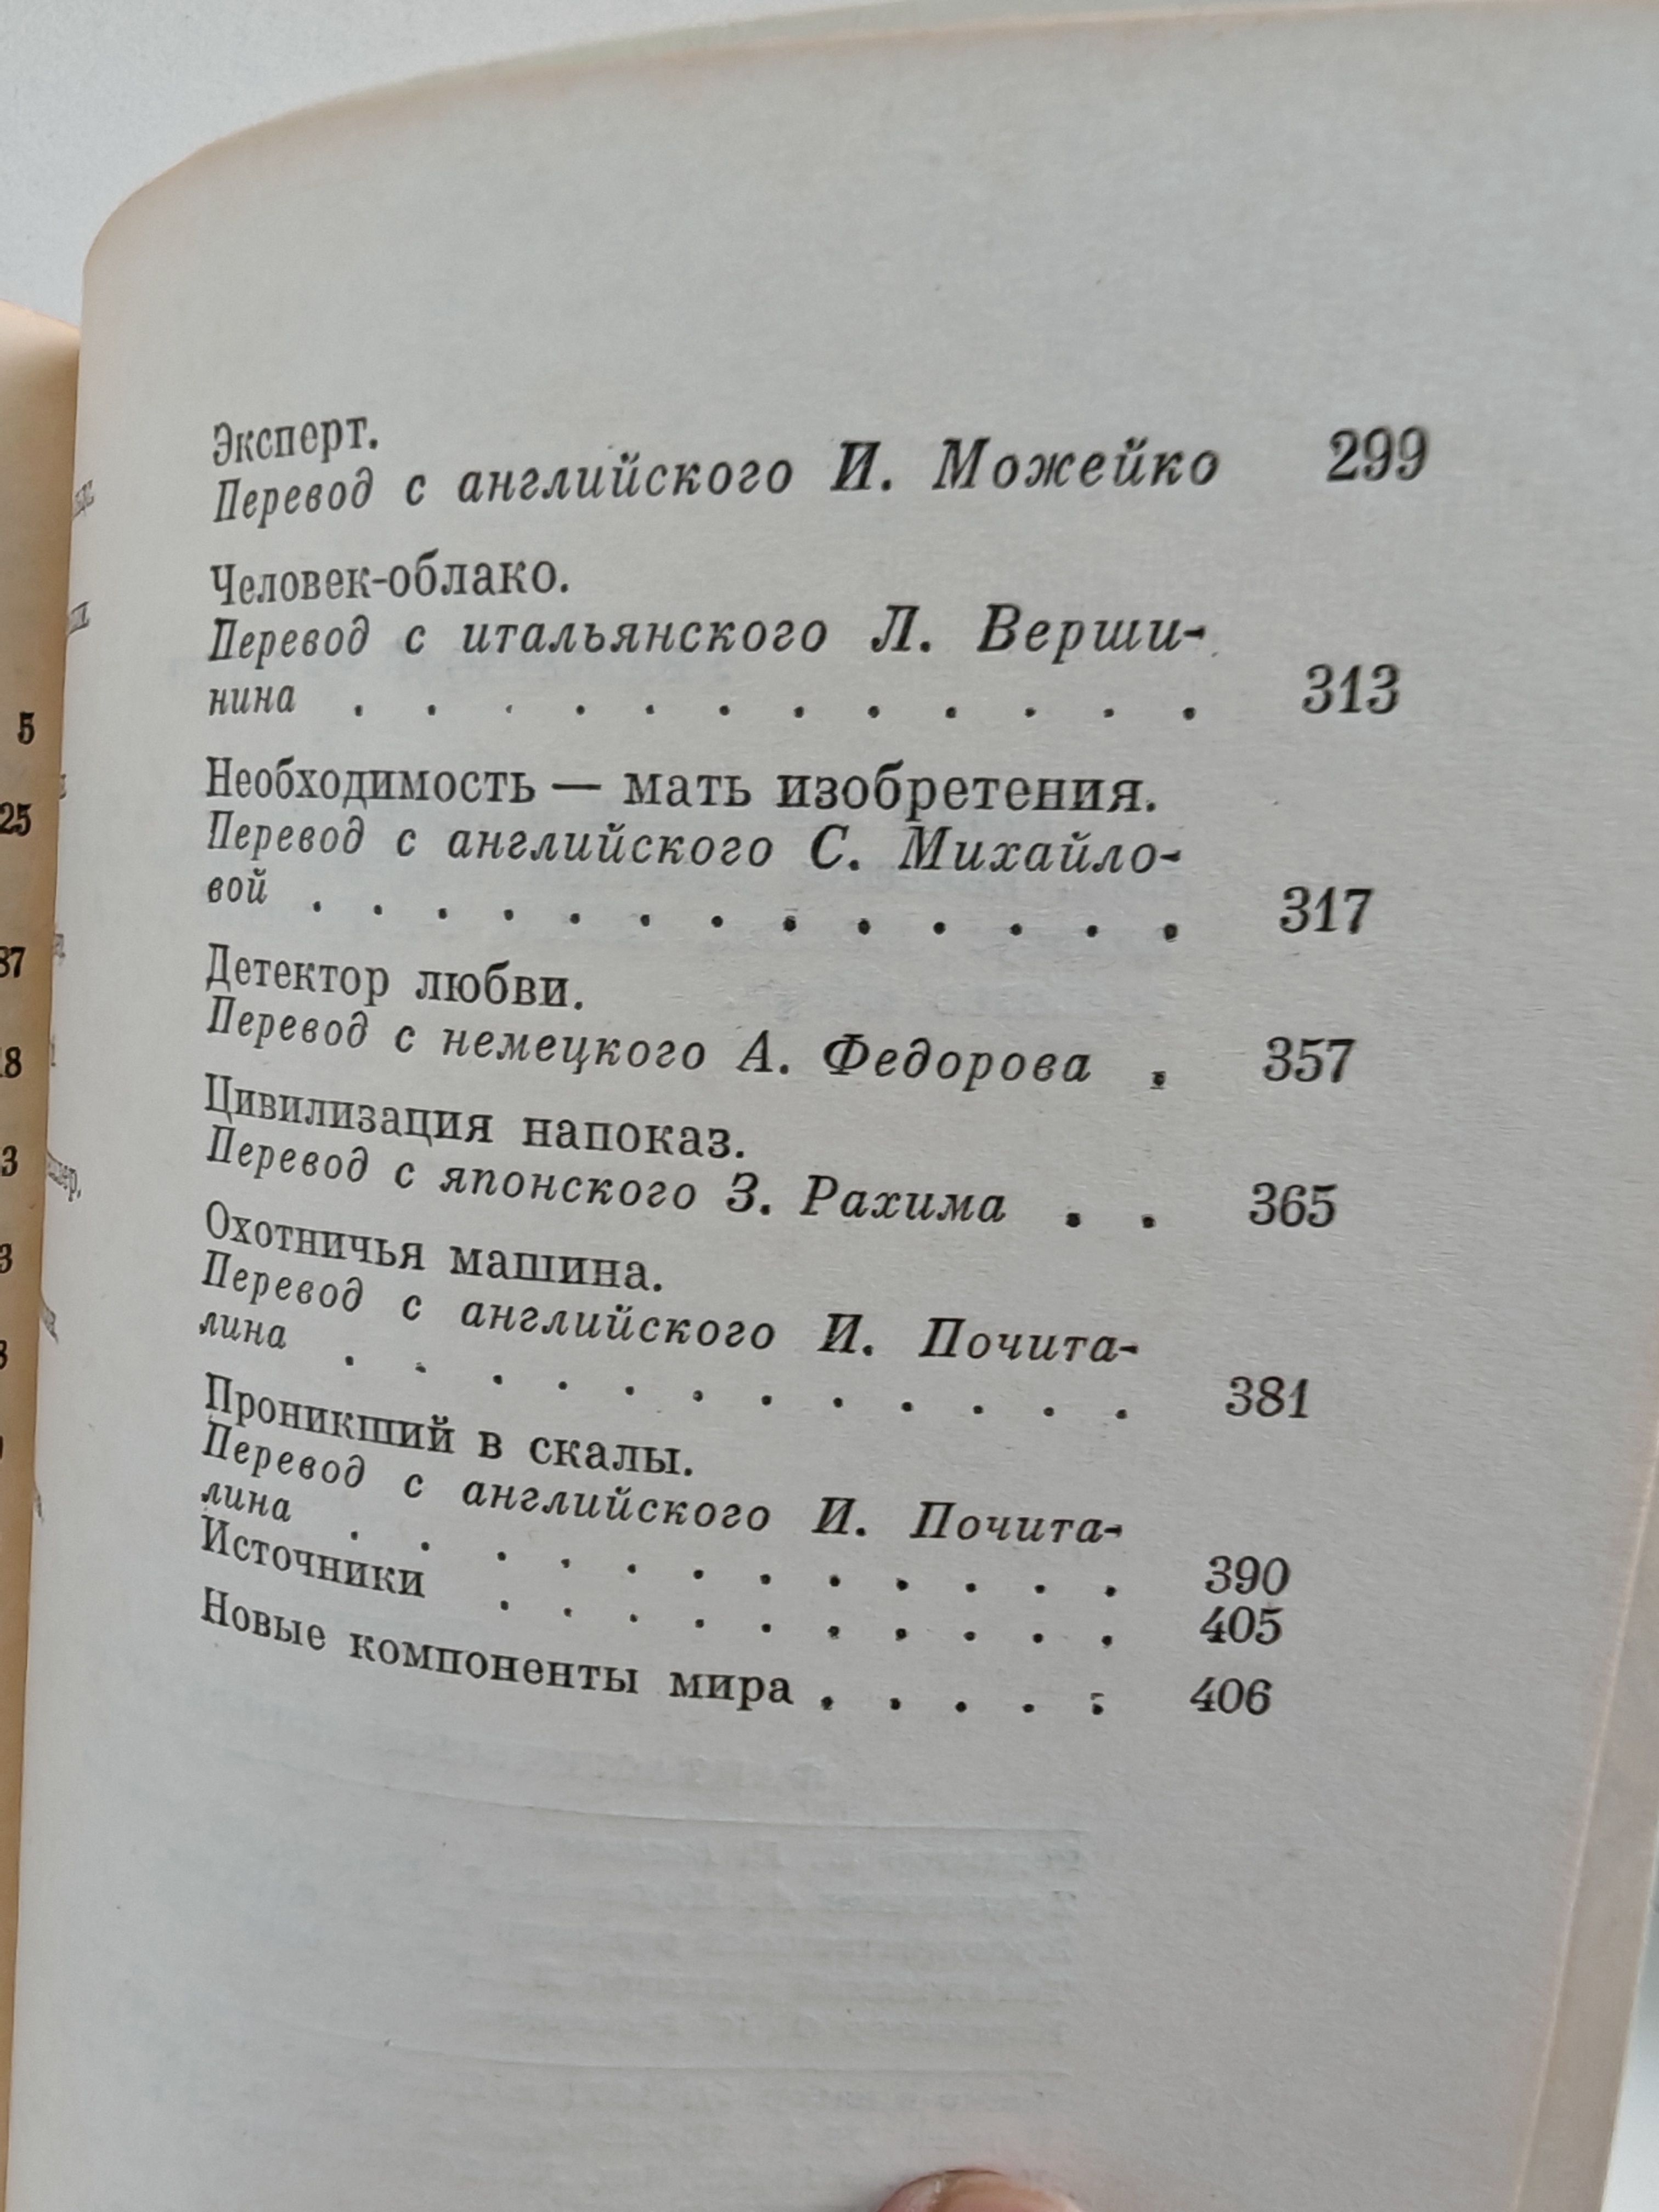 Эксперт.
Перевод с английского И. Можейко 299
Человек-облако.
Перевод с итальянского Л. Верши-
нина . . . . . . . . . . . . 313
Необходимость — мать изобретения.
Перевод с английского С. Михайло-
вой . . . . . . . . . . . . . 317
Детектор любви.
Перевод с немецкого А. Федорова . 357
Цивилизация напоказ.
Перевод с японского З. Рахима . . 365
Охотничья машина.
Перевод с английского И. Почита-
лина . . . . . . . . . . . . 381
Проникший в скалы.
Перевод с английского И. Почита-
лина . . . . . . . . . . . . 390
Источники . . . . . . . . . . 405
Новые компоненты мира . . . . . 406
5
25